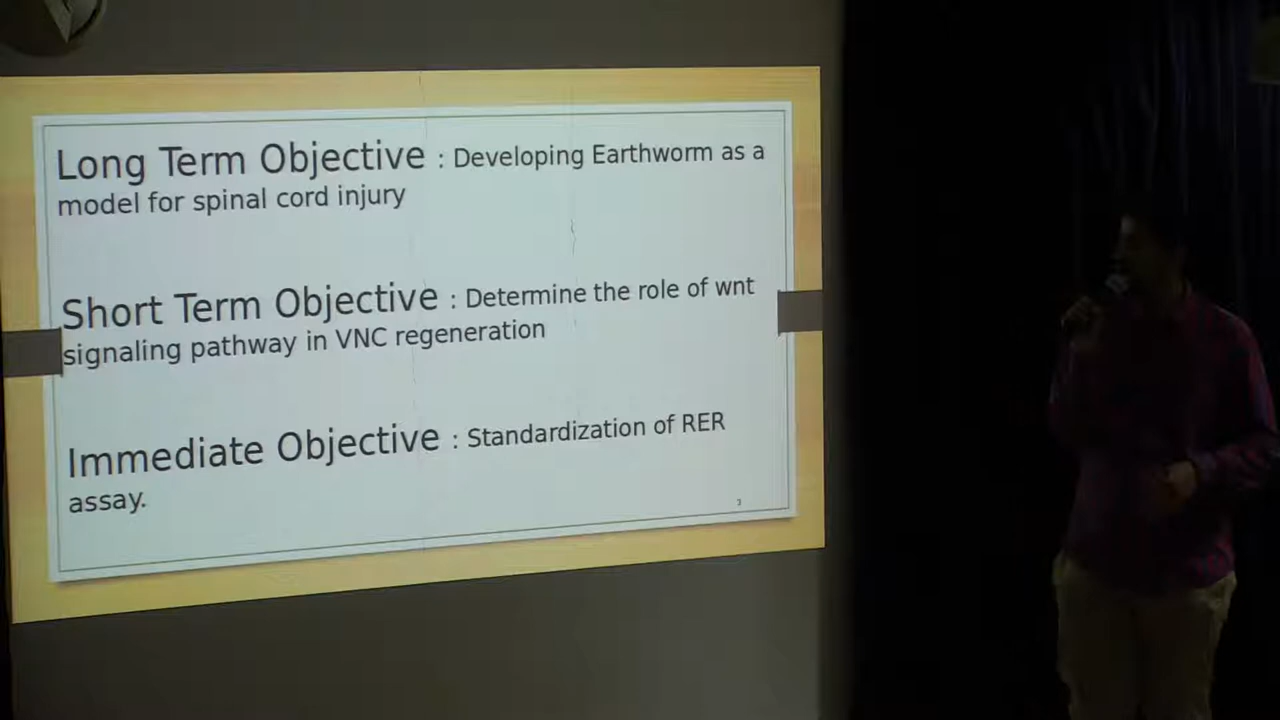 Long Term Objective : Developing Earthworm as a
model for spinal cord injury
Short Term Objective : Determine the role of wnt
signaling pathway in VNC regeneration
Immediate Objective : Standardization of RER
assay.